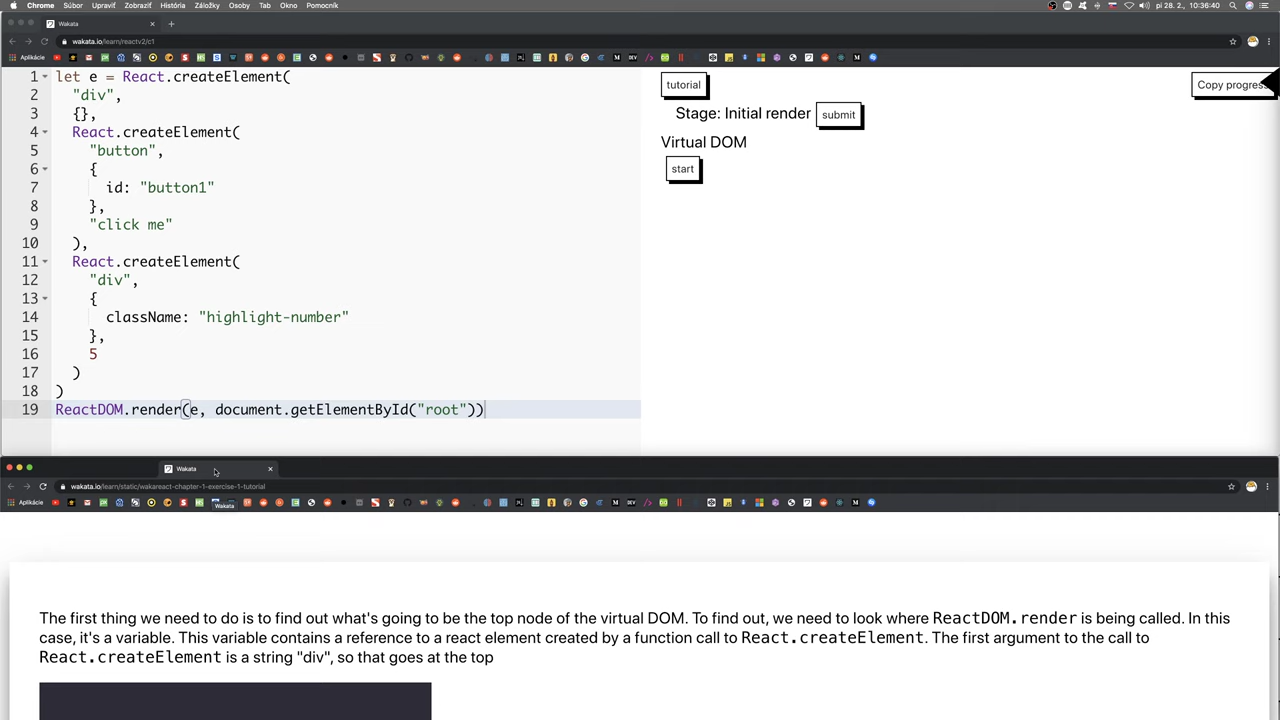 Chrome Súbor Upraviť Zobraziť História Záložky Osoby Tab Okno Pomocník pi 28. 2., 10:36:40
Wakata
wakata.io/learn/reactv2/c1
Aplikácie
1 let e = React.createElement(
2 "div",
3 {},
4 React.createElement(
5 "button",
6 {
7 id: "button1"
8 },
9 "click me"
10 ),
11 React.createElement(
12 "div",
13 {
14 className: "highlight-number"
15 },
16 5
17 )
18 )
19 ReactDOM.render(e, document.getElementById("root"))
tutorial
Copy progress
Stage: Initial render submit
Virtual DOM
start
Wakata
wakata.io/learn/static/wakareact-chapter-1-exercise-1-tutorial
Aplikácie
Wakata
The first thing we need to do is to find out what's going to be the top node of the virtual DOM. To find out, we need to look where ReactDOM.render is being called. In this
case, it's a variable. This variable contains a reference to a react element created by a function call to React.createElement. The first argument to the call to
React.createElement is a string "div", so that goes at the top